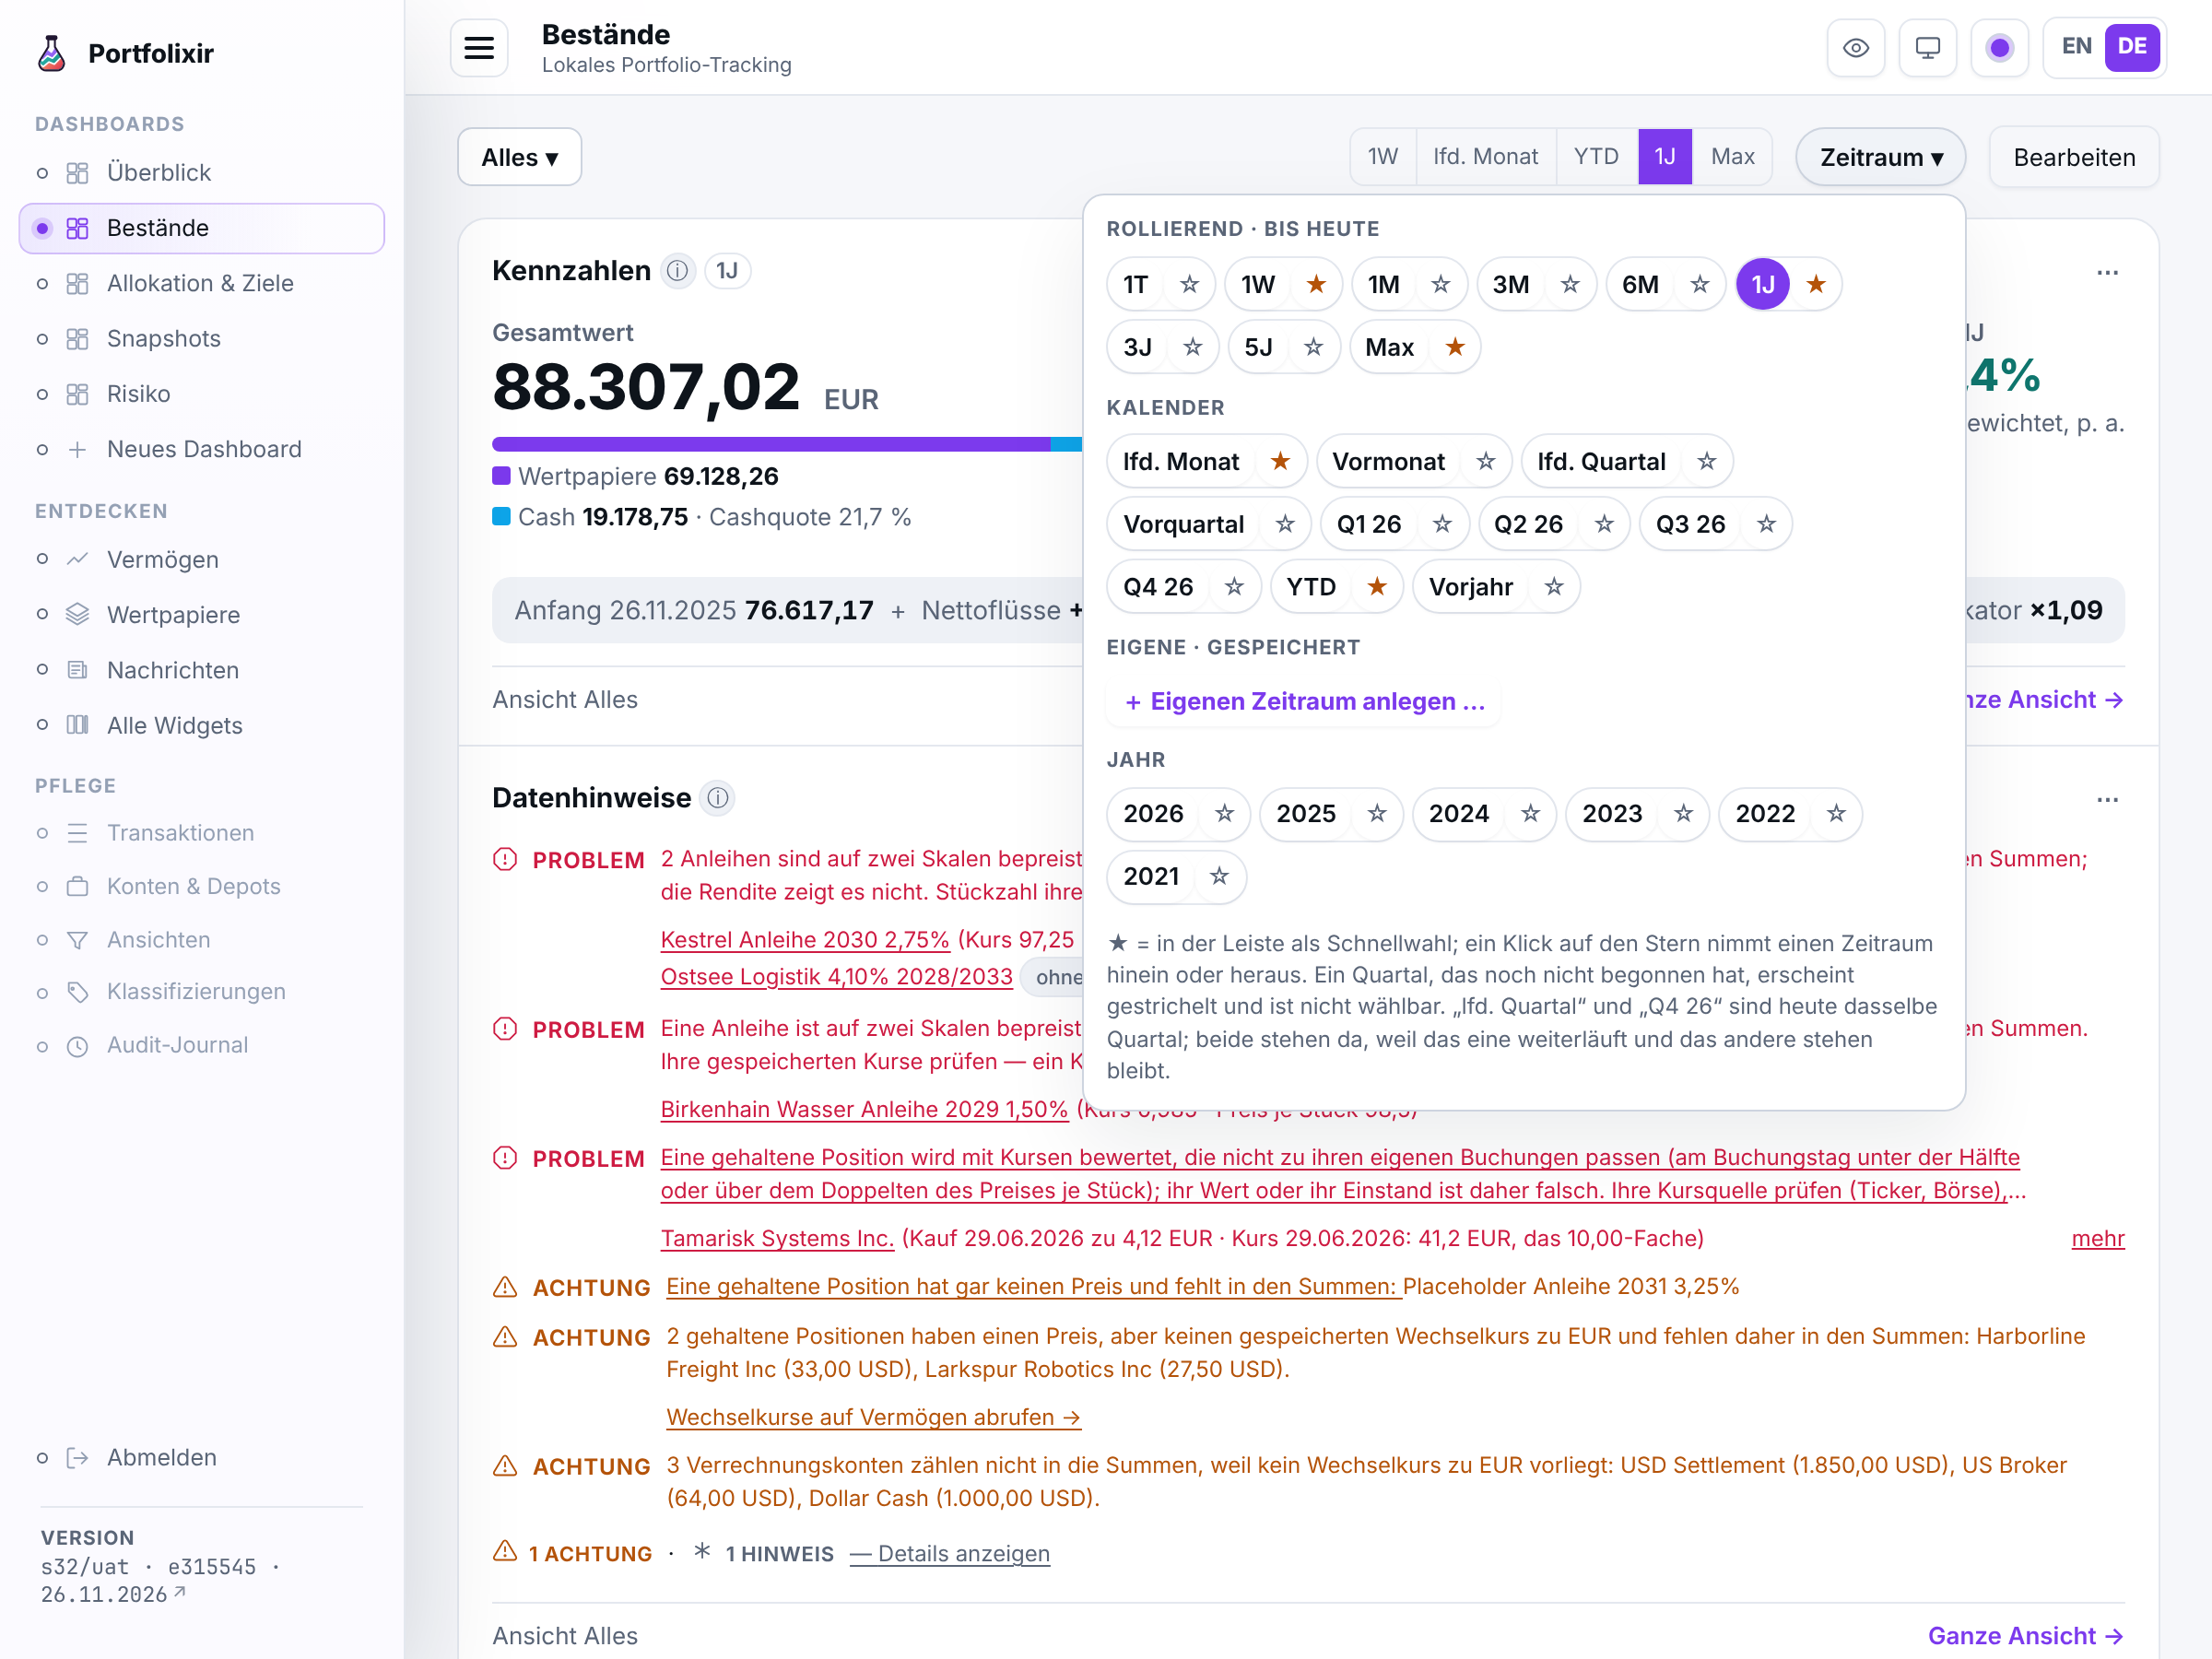 Portfolixir
DASHBOARDS
Überblick
Bestände
Allokation & Ziele
Snapshots
Risiko
Neues Dashboard
ENTDECKEN
Vermögen
Wertpapiere
Nachrichten
Alle Widgets
PFLEGE
Transaktionen
Konten & Depots
Ansichten
Klassifizierungen
Audit-Journal
Abmelden
VERSION
s32/uat · e315545 ·
26.11.2026↗
Bestände
Lokales Portfolio-Tracking
EN DE
Alles ▾
1W lfd. Monat YTD 1J Max
Zeitraum ▾
Bearbeiten
Kennzahlen ⓘ 1J
Gesamtwert
88.307,02 EUR
Wertpapiere 69.128,26
Cash 19.178,75 · Cashquote 21,7 %
Anfang 26.11.2025 76.617,17 + Nettoflüsse +
Ansicht Alles
ROLLIEREND · BIS HEUTE
1T ☆ 1W ★ 1M ☆ 3M ☆ 6M ☆ 1J ★
3J ☆ 5J ☆ Max ★
KALENDER
lfd. Monat ★ Vormonat ☆ lfd. Quartal ☆
Vorquartal ☆ Q1 26 ☆ Q2 26 ☆ Q3 26 ☆
Q4 26 ☆ YTD ★ Vorjahr ☆
EIGENE · GESPEICHERT
+ Eigenen Zeitraum anlegen …
JAHR
2026 ☆ 2025 ☆ 2024 ☆ 2023 ☆ 2022 ☆
2021 ☆
★ = in der Leiste als Schnellwahl; ein Klick auf den Stern nimmt einen Zeitraum
hinein oder heraus. Ein Quartal, das noch nicht begonnen hat, erscheint
gestrichelt und ist nicht wählbar. „lfd. Quartal“ und „Q4 26“ sind heute dasselbe
Quartal; beide stehen da, weil das eine weiterläuft und das andere stehen
bleibt.
…
IJ
,4%
ewichtet, p. a.
kator ×1,09
nze Ansicht →
Datenhinweise ⓘ
…
PROBLEM 2 Anleihen sind auf zwei Skalen bepreist
en Summen;
die Rendite zeigt es nicht. Stückzahl ihre
Kestrel Anleihe 2030 2,75% (Kurs 97,25
Ostsee Logistik 4,10% 2028/2033 ohne
PROBLEM Eine Anleihe ist auf zwei Skalen bepreist
en Summen.
Ihre gespeicherten Kurse prüfen — ein K
Birkenhain Wasser Anleihe 2029 1,50% (Kurs 0,985 · Preis je Stück 98,5)
PROBLEM Eine gehaltene Position wird mit Kursen bewertet, die nicht zu ihren eigenen Buchungen passen (am Buchungstag unter der Hälfte
oder über dem Doppelten des Preises je Stück); ihr Wert oder ihr Einstand ist daher falsch. Ihre Kursquelle prüfen (Ticker, Börse),…
Tamarisk Systems Inc. (Kauf 29.06.2026 zu 4,12 EUR · Kurs 29.06.2026: 41,2 EUR, das 10,00-Fache) mehr
ACHTUNG Eine gehaltene Position hat gar keinen Preis und fehlt in den Summen: Placeholder Anleihe 2031 3,25%
ACHTUNG 2 gehaltene Positionen haben einen Preis, aber keinen gespeicherten Wechselkurs zu EUR und fehlen daher in den Summen: Harborline
Freight Inc (33,00 USD), Larkspur Robotics Inc (27,50 USD).
Wechselkurse auf Vermögen abrufen →
ACHTUNG 3 Verrechnungskonten zählen nicht in die Summen, weil kein Wechselkurs zu EUR vorliegt: USD Settlement (1.850,00 USD), US Broker
(64,00 USD), Dollar Cash (1.000,00 USD).
1 ACHTUNG · * 1 HINWEIS — Details anzeigen
Ansicht Alles
Ganze Ansicht →